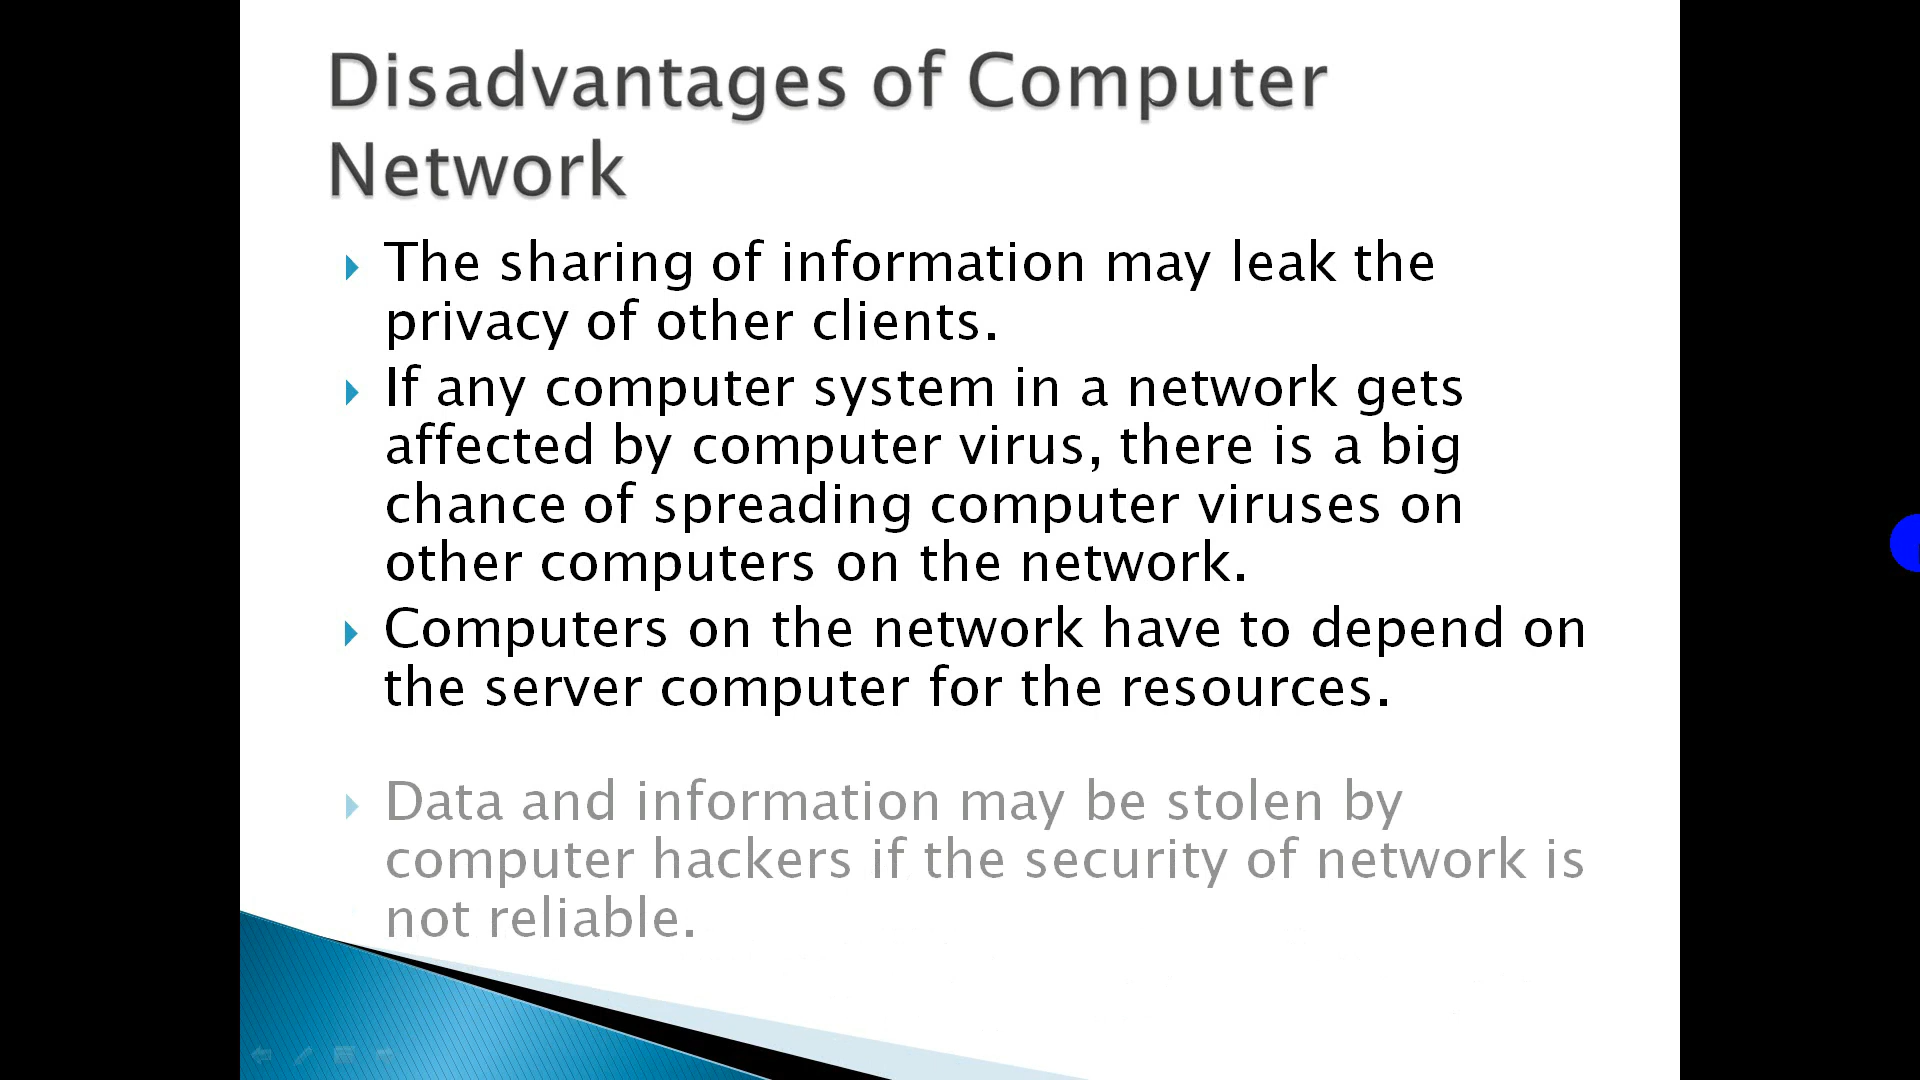 Disadvantages of Computer
Network
The sharing of information may leak the
privacy of other clients.
If any computer system in a network gets
affected by computer virus, there is a big
chance of spreading computer viruses on
other computers on the network.
Computers on the network have to depend on
the server computer for the resources.
Data and information may be stolen by
computer hackers if the security of network is
not reliable.